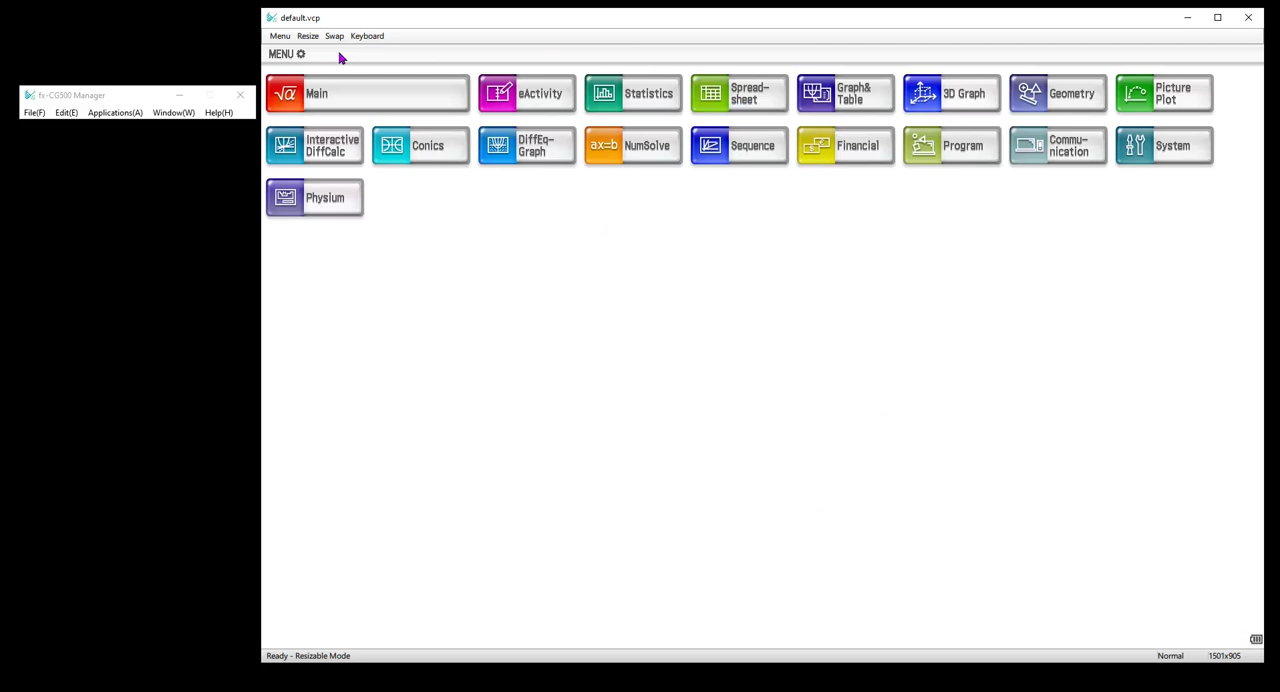 default.vcp
Menu Resize Swap Keyboard
MENU
fx-CG500 Manager
File(F) Edit(E) Applications(A) Window(W) Help(H)
√α Main
eActivity
Statistics
Spread-
sheet
Graph&
Table
3D Graph
Geometry
Picture
Plot
Interactive
DiffCalc
Conics
DiffEq-
Graph
ax=b NumSolve
Sequence
Financial
Program
Commu-
nication
System
Physium
Ready - Resizable Mode
Normal
1501x905